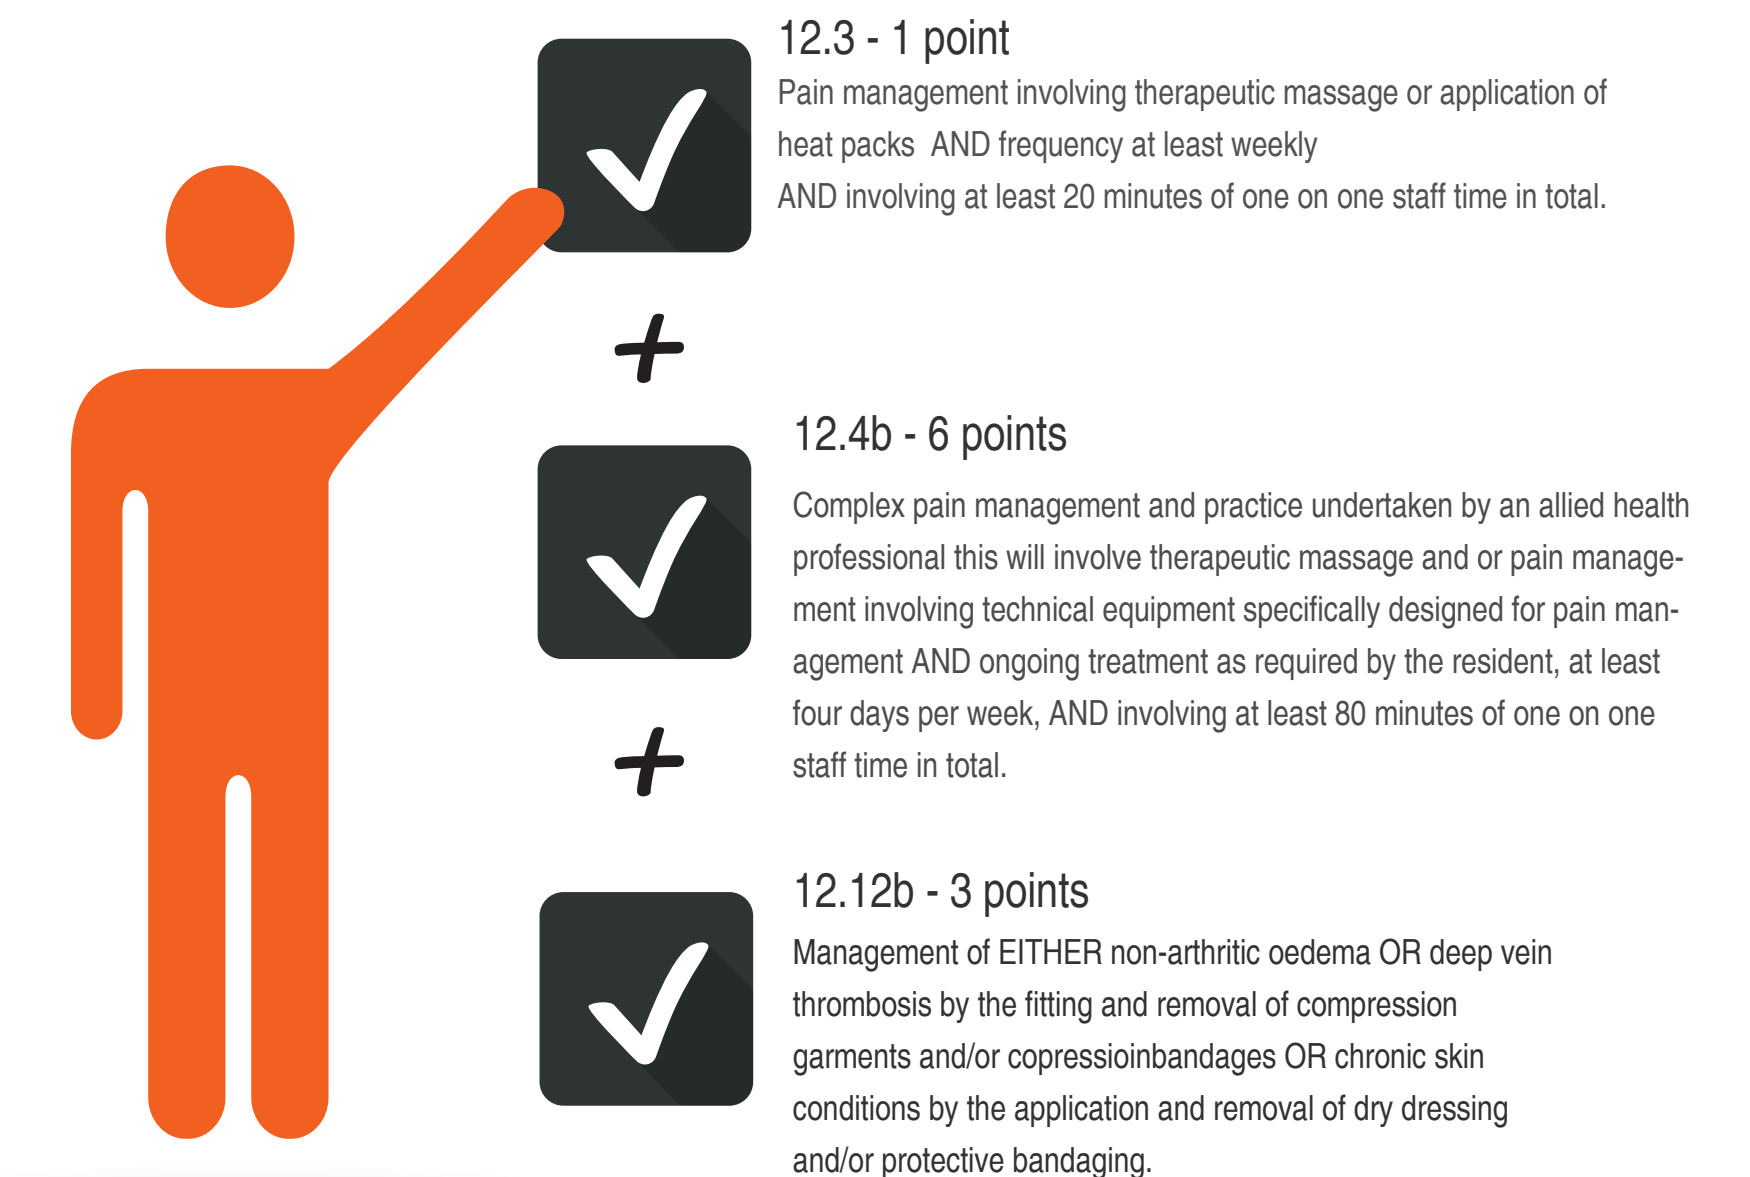 12.3 - 1 point
Pain management involving therapeutic massage or application of
heat packs  AND frequency at least weekly
AND involving at least 20 minutes of one on one staff time in total.
+
12.4b - 6 points
Complex pain management and practice undertaken by an allied health
professional this will involve therapeutic massage and or pain manage-
ment involving technical equipment specifically designed for pain man-
agement AND ongoing treatment as required by the resident, at least
four days per week, AND involving at least 80 minutes of one on one
staff time in total.
+
12.12b - 3 points
Management of EITHER non-arthritic oedema OR deep vein
thrombosis by the fitting and removal of compression
garments and/or copressioinbandages OR chronic skin
conditions by the application and removal of dry dressing
and/or protective bandaging.